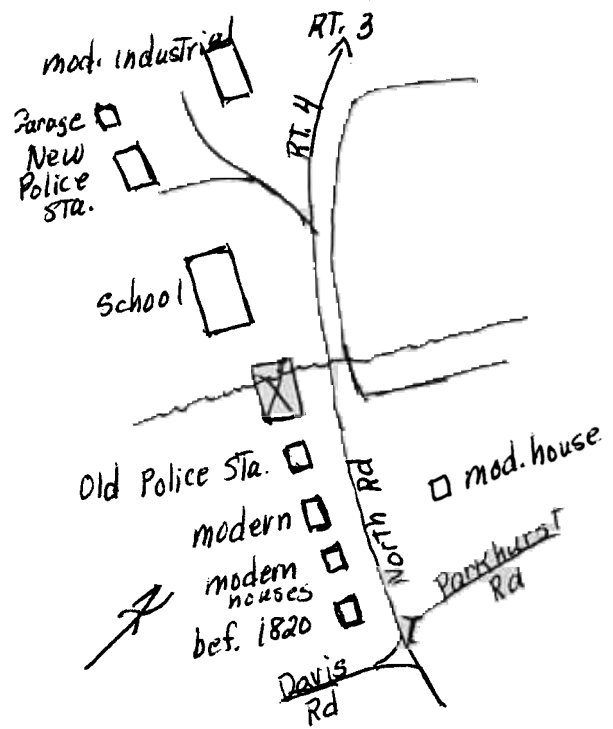 RT. 3
mod. industrial
RT. 4
Garage
New
Police
Sta.
School
X
Old Police Sta.
mod. house
North Rd
modern
modern
houses
Parkhurst
Rd
bef. 1820
Davis
Rd